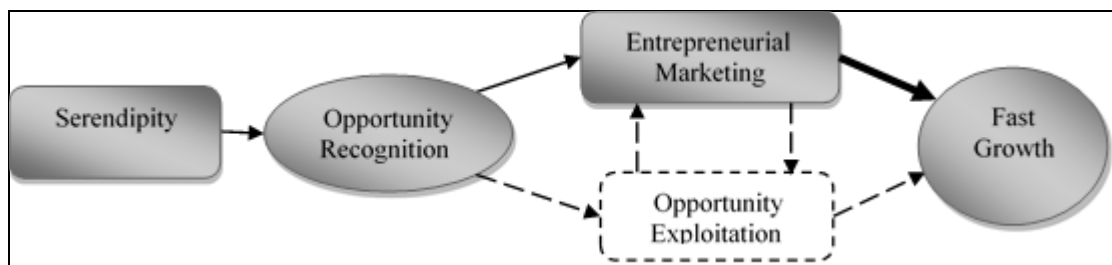 Serendipity
Opportunity
Recognition
Entrepreneurial
Marketing
Opportunity
Exploitation
Fast
Growth